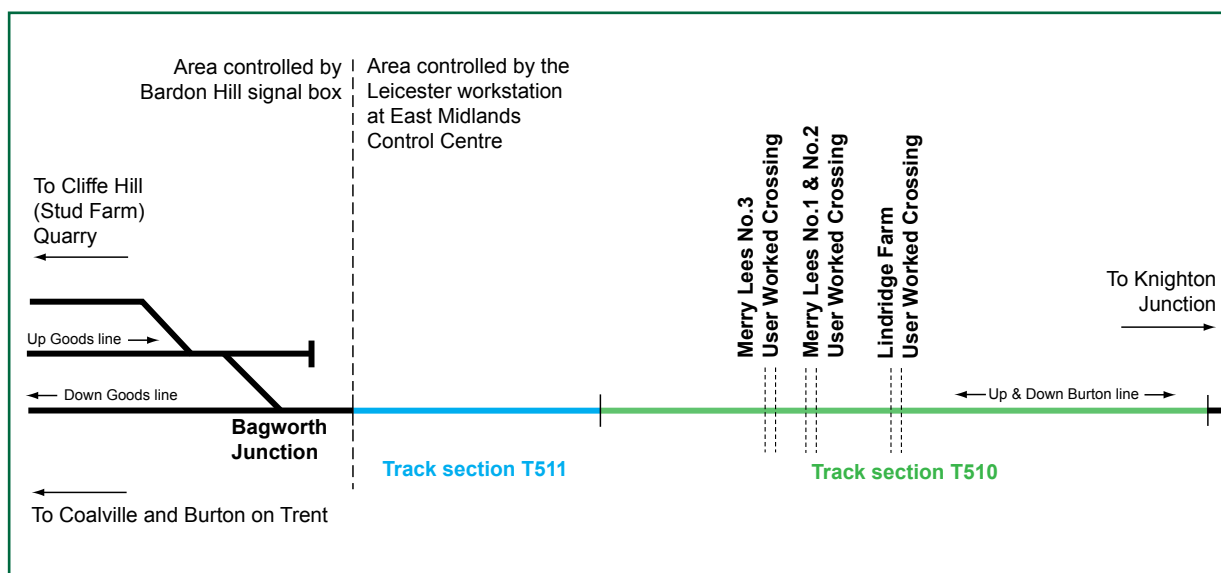 Area controlled by
Bardon Hill signal box
Area controlled by the
Leicester workstation
at East Midlands
Control Centre
To Cliffe Hill
(Stud Farm)
Quarry
Merry Lees No.3
User Worked Crossing
Merry Lees No.1 & No.2
User Worked Crossing
Lindridge Farm
User Worked Crossing
To Knighton
Junction
Up Goods line
Down Goods line
Up & Down Burton line
Bagworth
Junction
Track section T511
Track section T510
To Coalville and Burton on Trent